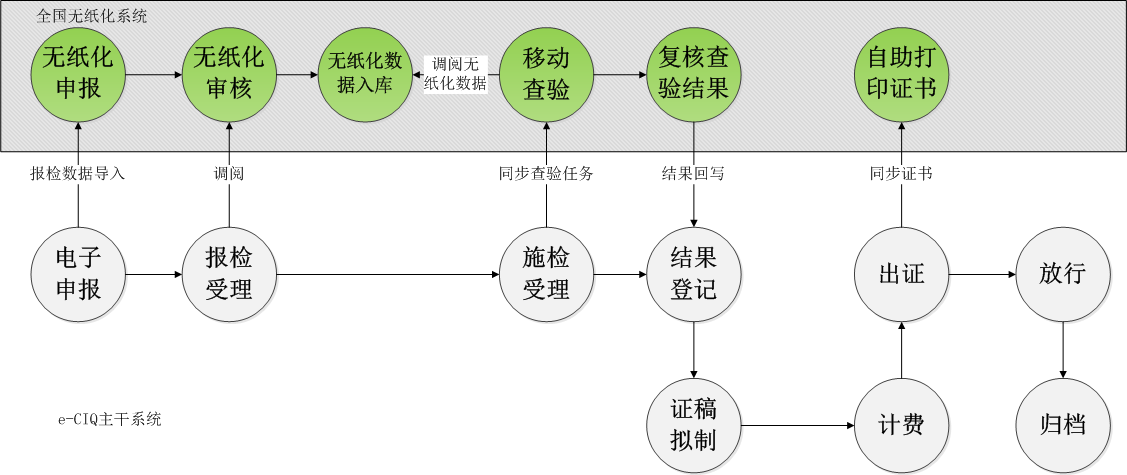 全国无纸化系统
无纸化
申报
无纸化
审核
无纸化数
据入库
调阅无
纸化数据
移动
查验
复核查
验结果
自助打
印证书
报检数据导入
调阅
同步查验任务
结果回写
同步证书
电子
申报
报检
受理
施检
受理
结果
登记
出证
放行
证稿
拟制
计费
归档
e-CIQ主干系统